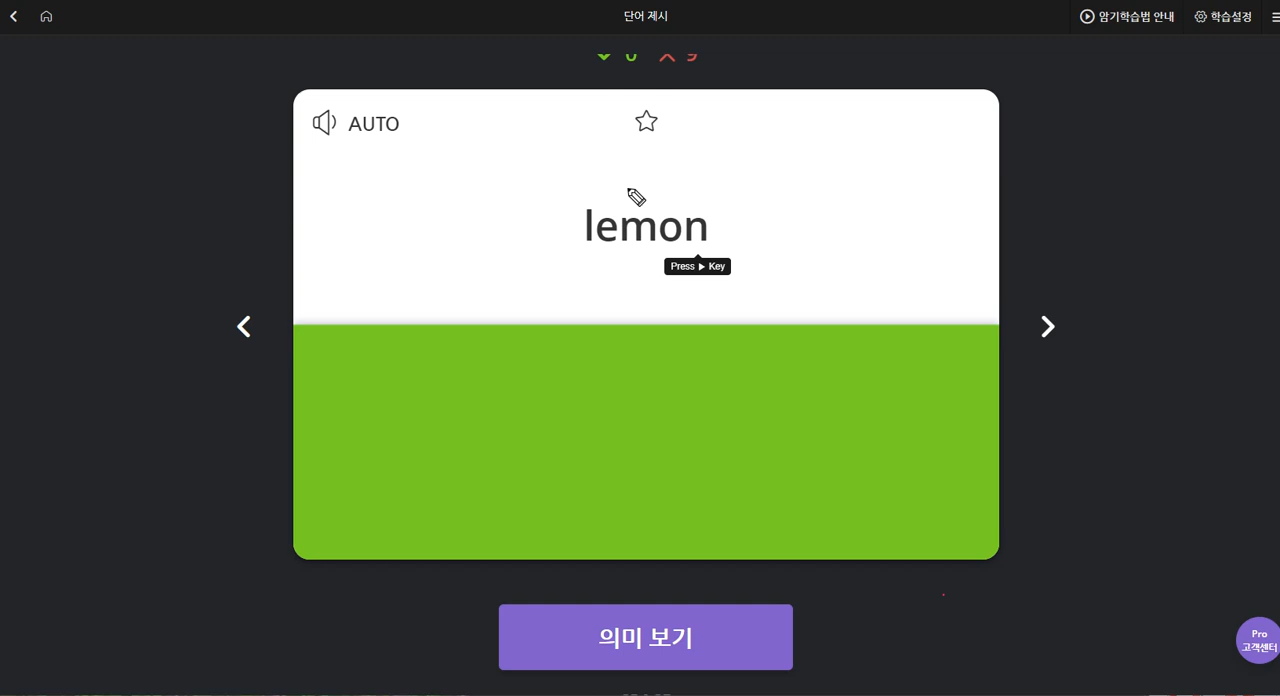 단어 제시
암기학습법 안내
학습설정
AUTO
lemon
Press ▶ Key
의미 보기
Pro
고객센터